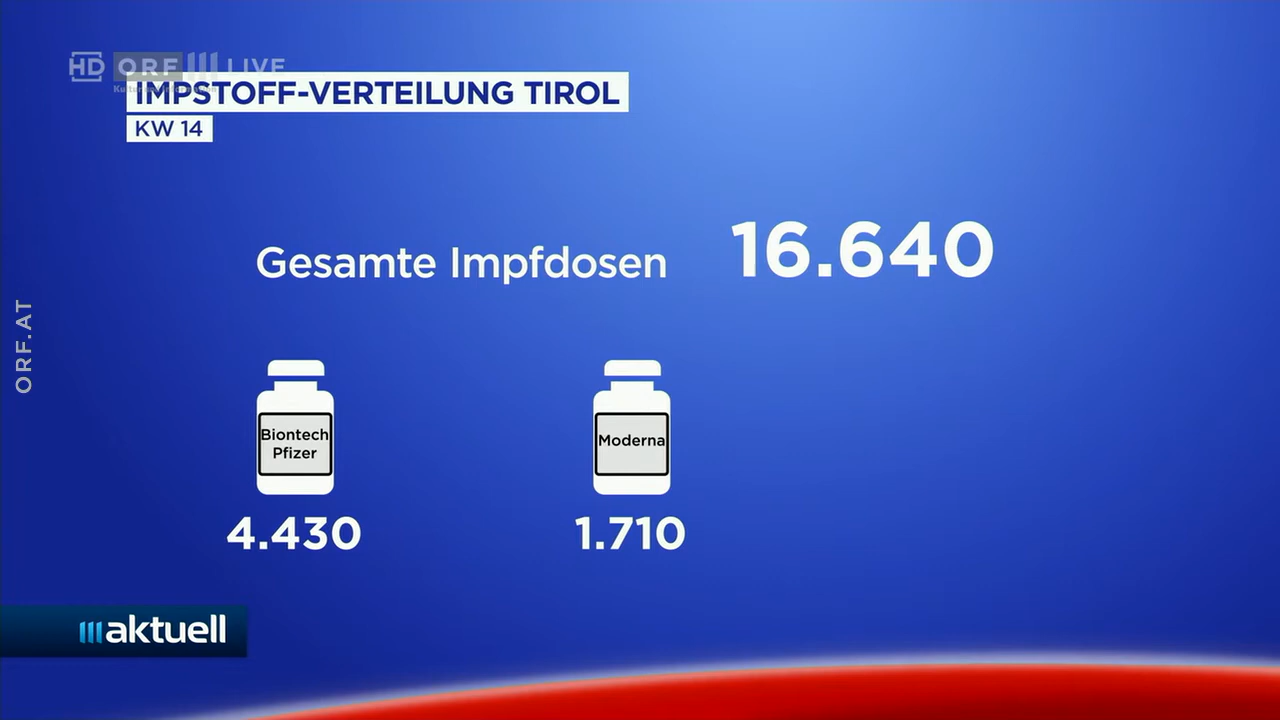 HD ORF III LIVE
IMPSTOFF-VERTEILUNG TIROL
KW 14
Gesamte Impfdosen 16.640
ORF.AT
Biontech
Pfizer
Moderna
4.430 1.710
III aktuell